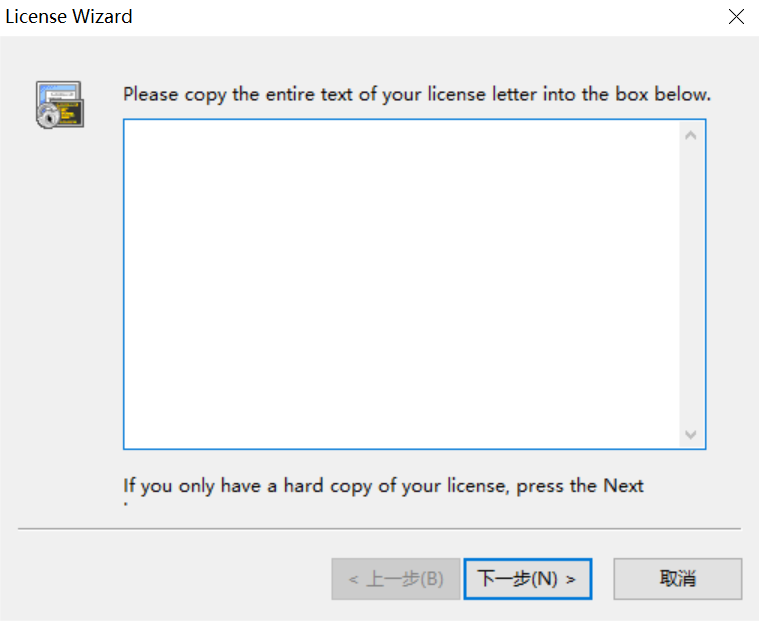 License Wizard
Please copy the entire text of your license letter into the box below.
If you only have a hard copy of your license, press the Next
< 上一步(B)
下一步(N) >
取消